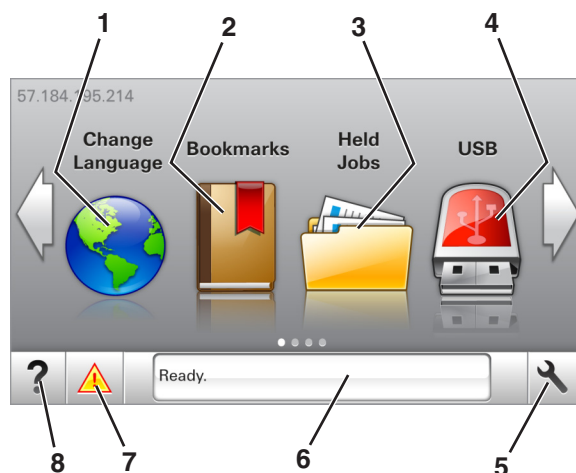 1 2 3 4
57.184.195.214
Change
Language
Bookmarks
Held
Jobs
USB
?
Ready.
8 7 6 5